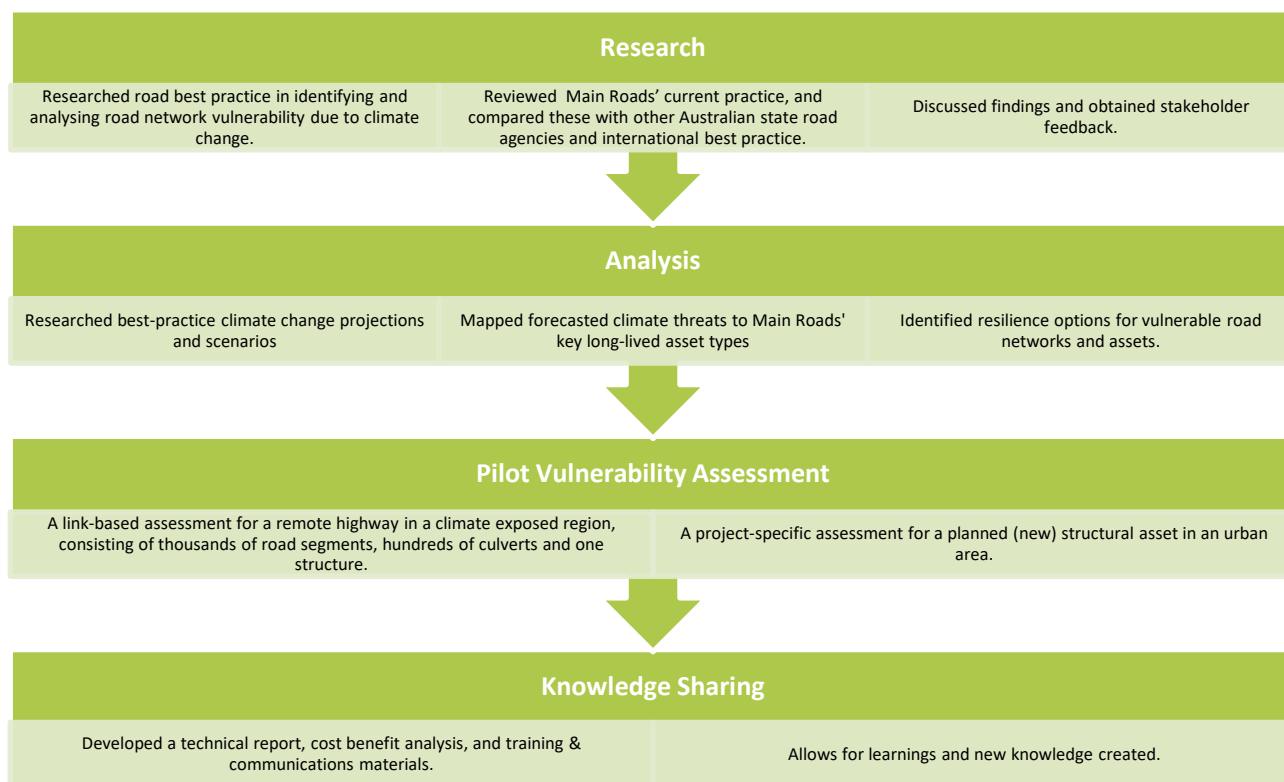 Research
Researched road best practice in identifying and
analysing road network vulnerability due to climate
change.
Reviewed  Main Roads’ current practice, and
compared these with other Australian state road
agencies and international best practice.
Discussed findings and obtained stakeholder
feedback.
Analysis
Researched best-practice climate change projections
and scenarios
Mapped forecasted climate threats to Main Roads'
key long-lived asset types
Identified resilience options for vulnerable road
networks and assets.
Pilot Vulnerability Assessment
A link-based assessment for a remote highway in a climate exposed region,
consisting of thousands of road segments, hundreds of culverts and one
structure.
A project-specific assessment for a planned (new) structural asset in an urban
area.
Knowledge Sharing
Developed a technical report, cost benefit analysis, and training &
communications materials.
Allows for learnings and new knowledge created.